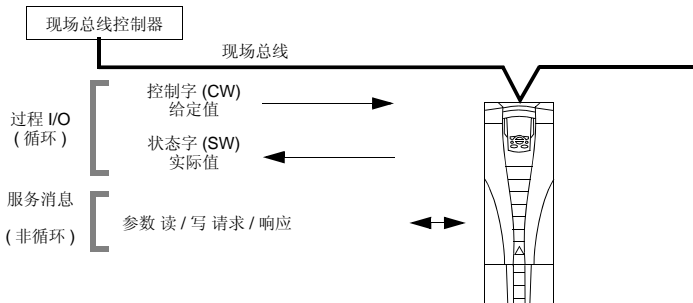 现场总线控制器
现场总线
过程 I/O
( 循环 )
控制字 (CW)
给定值
状态字 (SW)
实际值
服务消息
( 非循环 )
参数 读 / 写 请求 / 响应